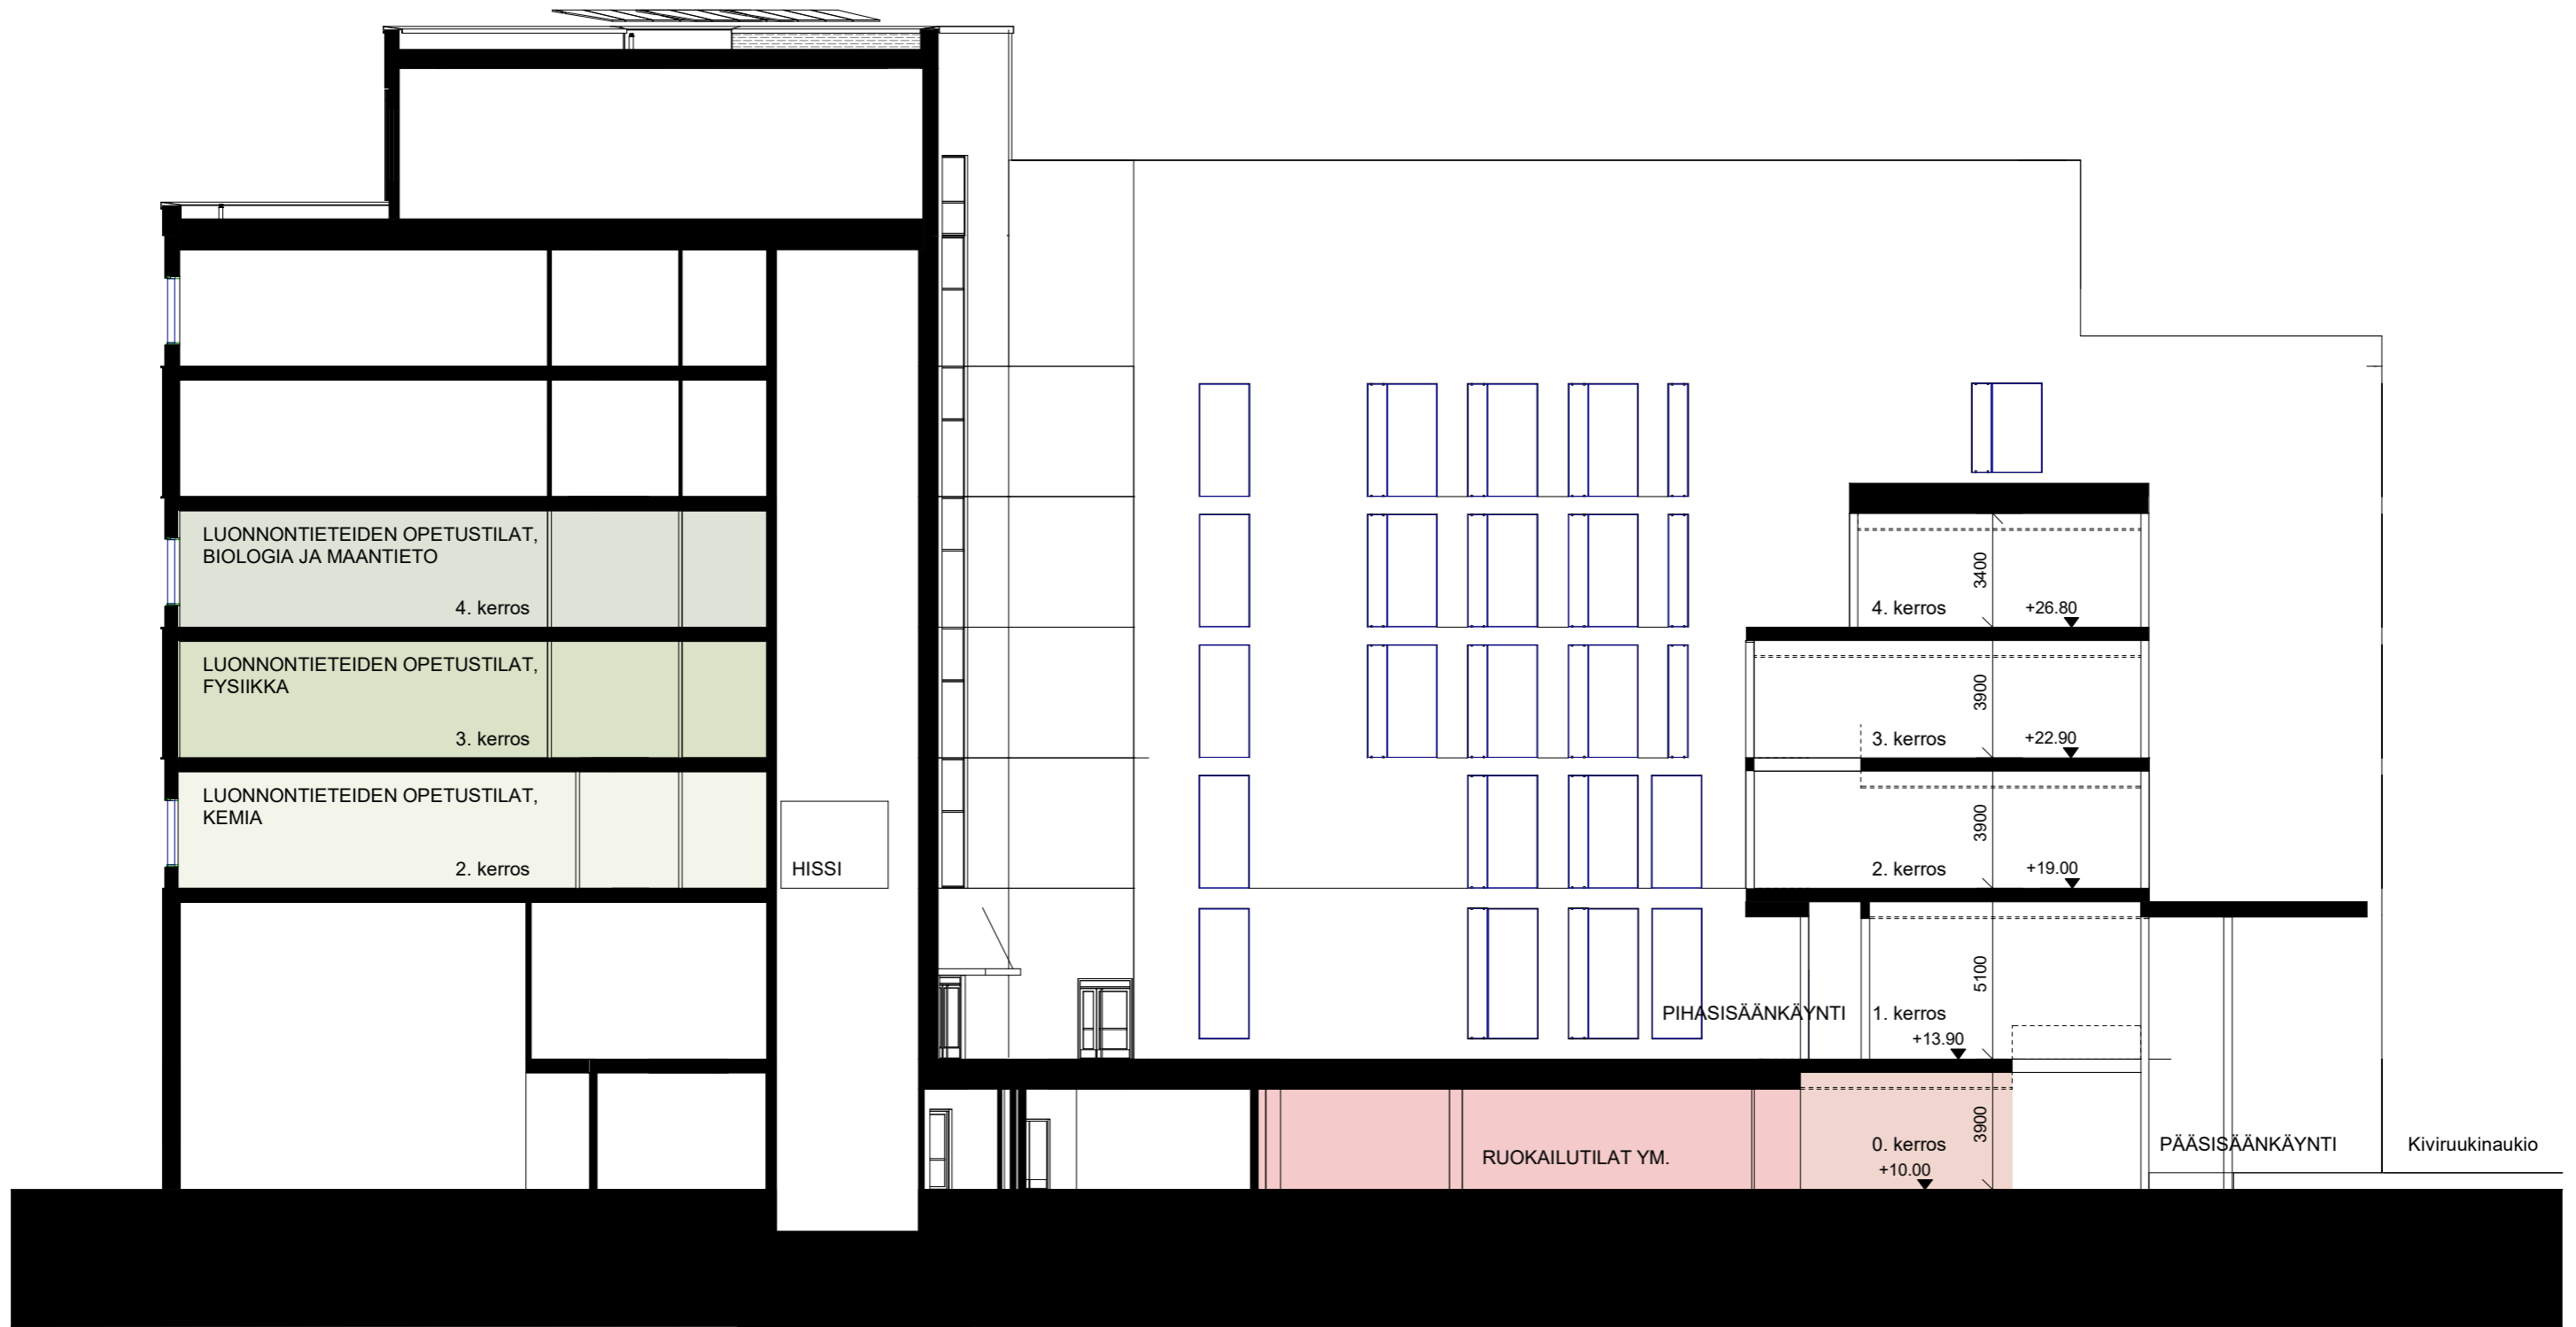 LUONNONTIETEIDEN OPETUSTILAT,
BIOLOGIA JA MAANTIETO
4. kerros
LUONNONTIETEIDEN OPETUSTILAT,
FYSIIKKA
3. kerros
LUONNONTIETEIDEN OPETUSTILAT,
KEMIA
2. kerros
HISSI
3400
4. kerros
+26.80
3900
3. kerros
+22.90
3900
2. kerros
+19.00
5100
PIHASISÄÄNKÄYNTI
1. kerros
+13.90
3900
RUOKAILUTILAT YM.
0. kerros
+10.00
PÄÄSISÄÄNKÄYNTI
Kiviruukinaukio